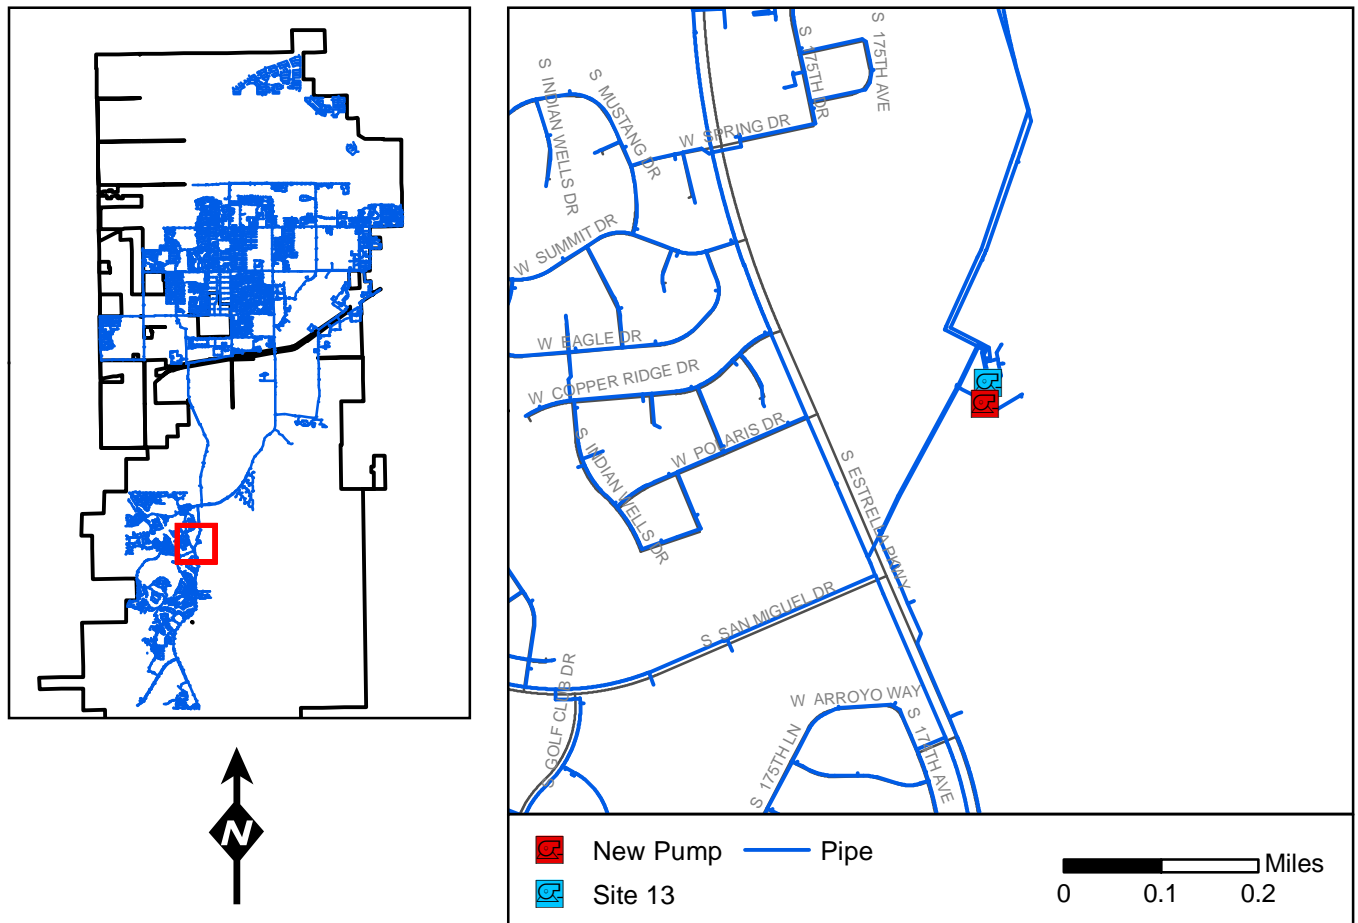 S 175TH DR
S 175TH AVE
S INDIAN WELLS DR
S MUSTANG DR
W SPRING DR
W SUMMIT DR
W EAGLE DR
W COPPER RIDGE DR
S INDIAN WELLS DR
W POLARIS DR
S ESTRELLA PKWY
S SAN MIGUEL DR
S GOLF CLUB DR
W ARROYO WAY
S 175TH LN
S 174TH AVE
N
New Pump
Pipe
Site 13
Miles
0 0.1 0.2